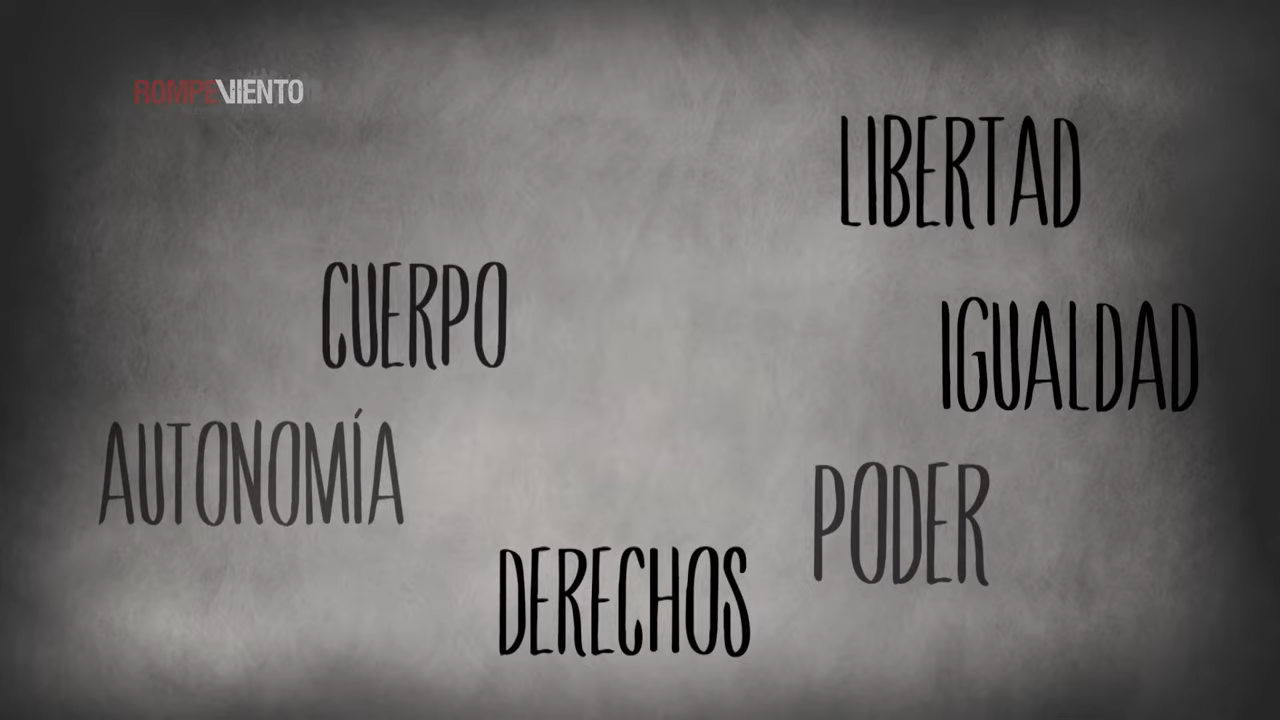 ROMPEVIENTO
LIBERTAD
CUERPO
IGUALDAD
AUTONOMÍA
PODER
DERECHOS